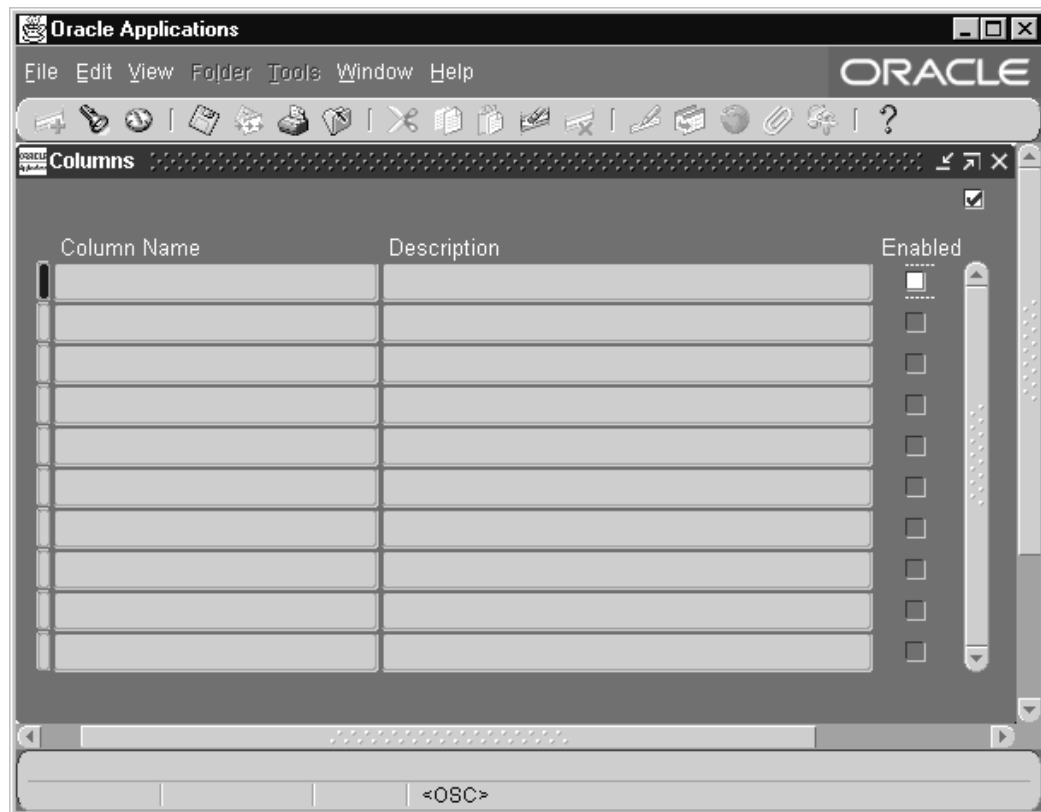 Oracle Applications
File Edit View Folder Tools Window Help
ORACLE
?
Columns
Column Name Description Enabled
<OSC>